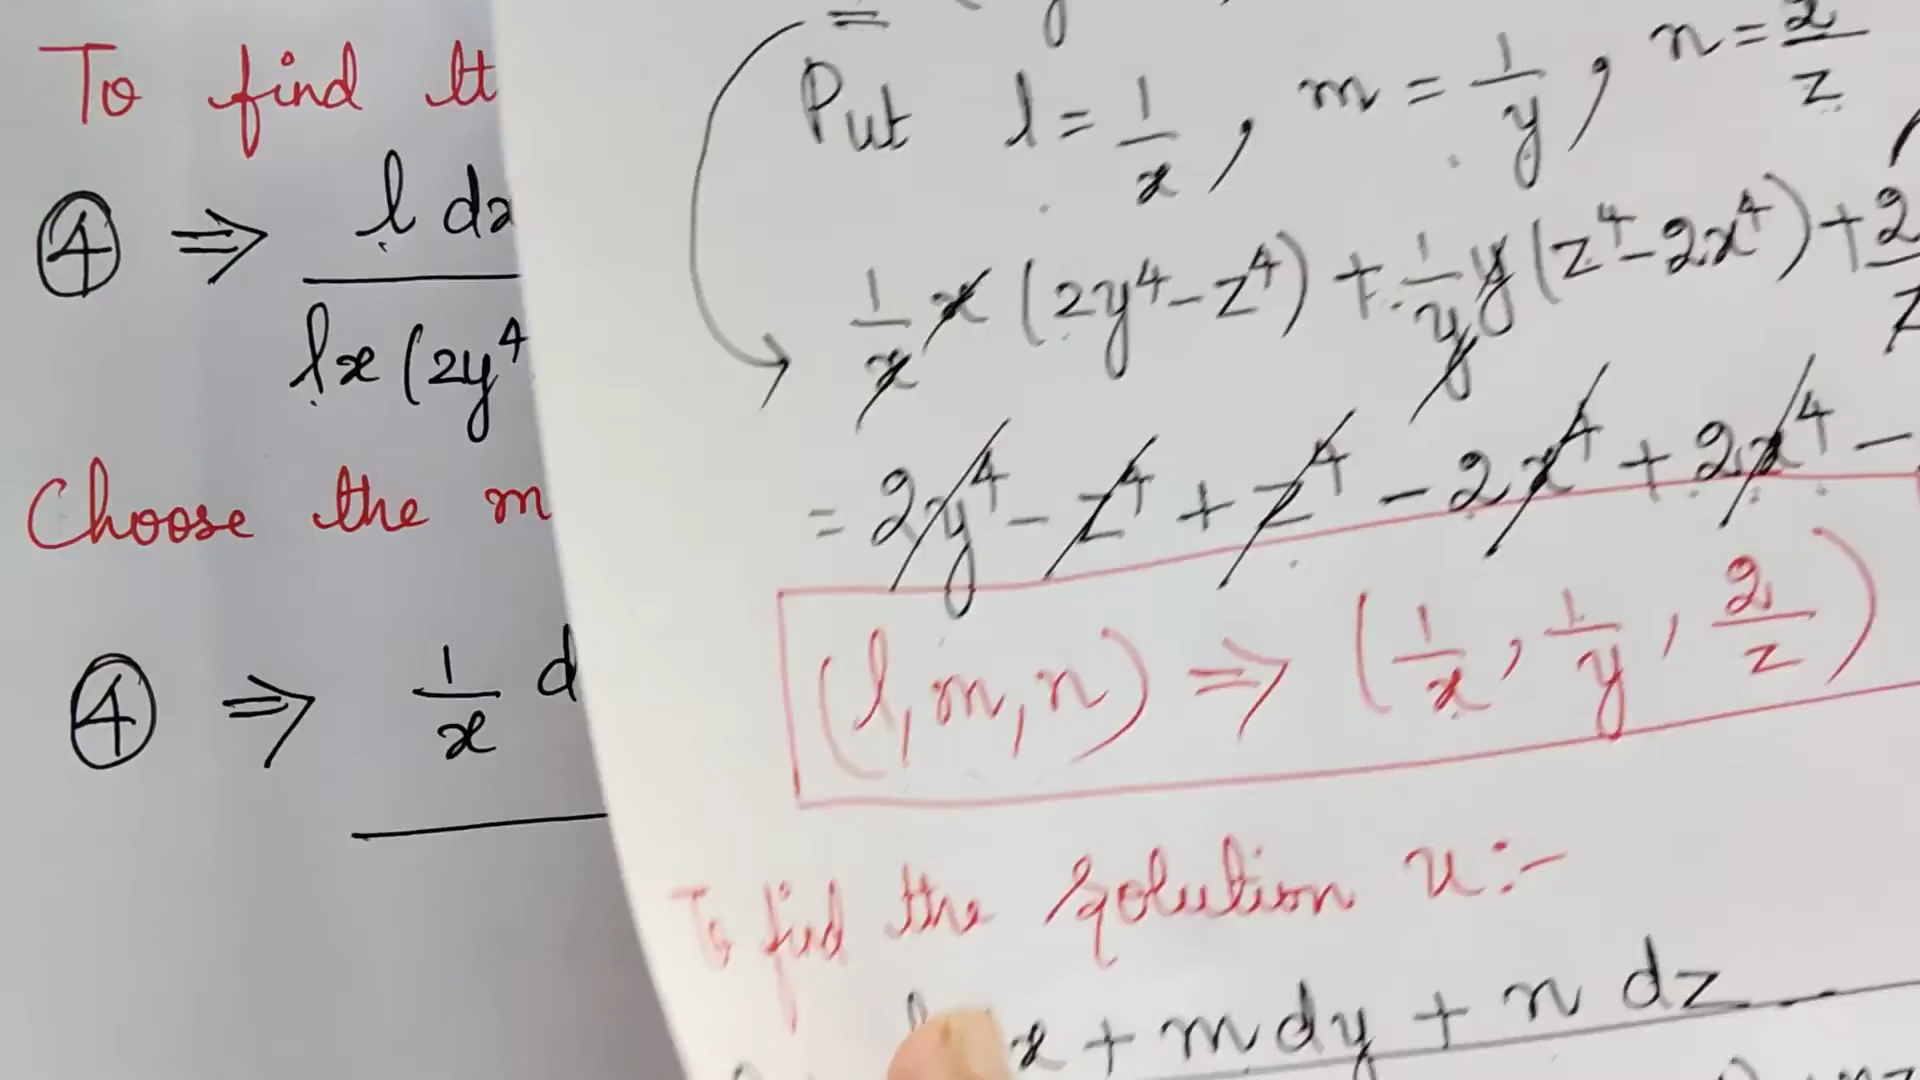 To find
④ ⇒ l dx
lx (2y⁴
Choose the m
④ ⇒ 1/x d
Put l = 1/x , m = 1/y , n = 2/z
1/x x (2y⁴ - z⁴) + 1/y y (z⁴ - 2x⁴) + 2/z
= 2y⁴ - z⁴ + z⁴ - 2x⁴ + 2x⁴ -
(l, m, n) ⇒ (1/x , 1/y , 2/z)
To find the solution u:-
x + m dy + n dz